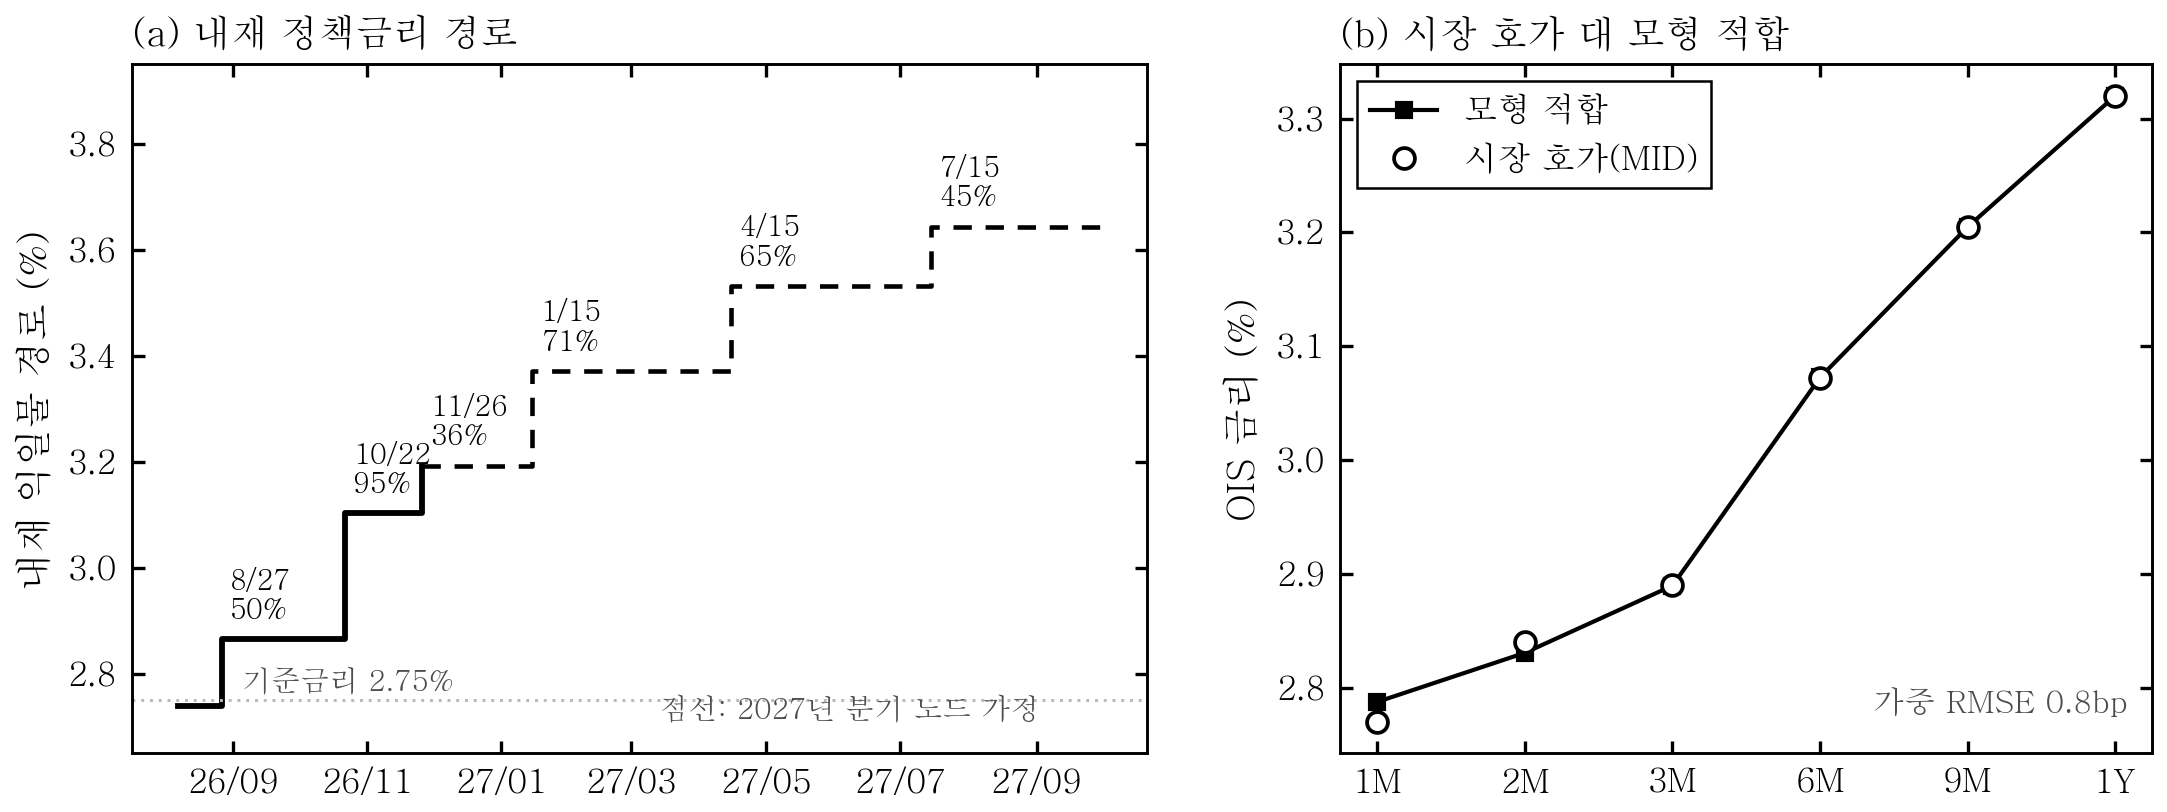 (a) 내재 정책금리 경로
내재 익일물 경로 (%)
3.8
3.6
3.4
3.2
3.0
2.8
7/15
45%
4/15
65%
1/15
71%
11/26
36%
10/22
95%
8/27
50%
기준금리 2.75%
점선: 2027년 분기 노드 가정
26/09
26/11
27/01
27/03
27/05
27/07
27/09
(b) 시장 호가 대 모형 적합
모형 적합
시장 호가(MID)
OIS 금리 (%)
3.3
3.2
3.1
3.0
2.9
2.8
가중 RMSE 0.8bp
1M
2M
3M
6M
9M
1Y